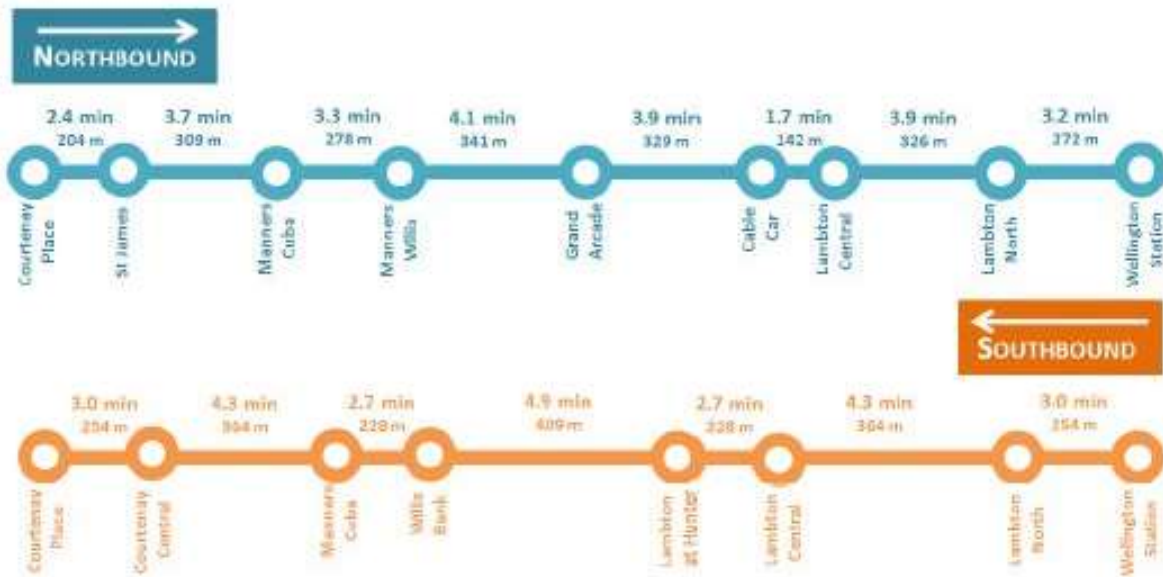 NORTHBOUND
2.4 min 3.7 min 3.3 min 4.1 min 3.9 min 1.7 min 3.9 min 3.2 min
204 m 309 m 278 m 341 m 329 m 142 m 326 m 272 m
Courtenay
Place
St James
Manners
Cuba
Manners
Willis
Grand
Arcade
Cable
Car
Lambton
Central
Lambton
North
Wellington
Station
SOUTHBOUND
3.0 min 4.3 min 2.7 min 4.9 min 2.7 min 4.3 min 3.0 min
254 m 364 m 228 m 409 m 228 m 364 m 254 m
Courtenay
Place
Courtenay
Central
Manners
Cuba
Willis
Bank
Lambton
at Hunter
Lambton
Central
Lambton
North
Wellington
Station